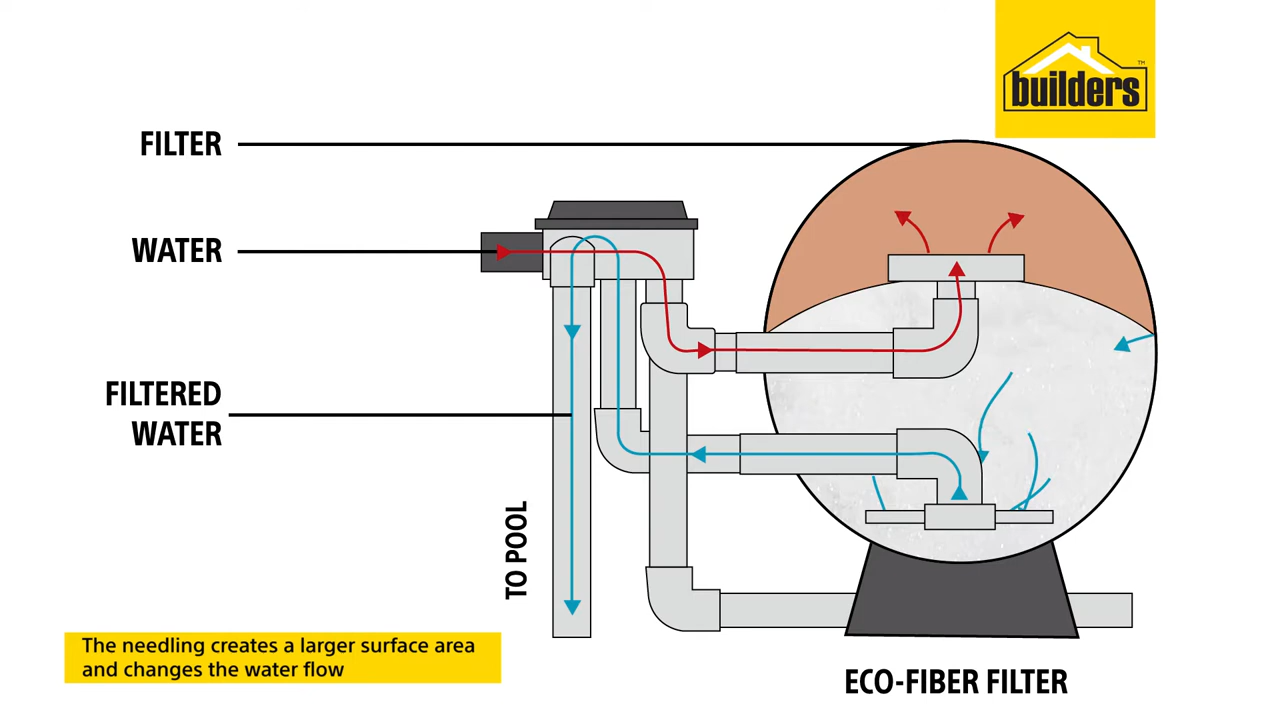 builders
TM
FILTER
WATER
FILTERED
WATER
TO POOL
The needling creates a larger surface area
and changes the water flow
ECO-FIBER FILTER